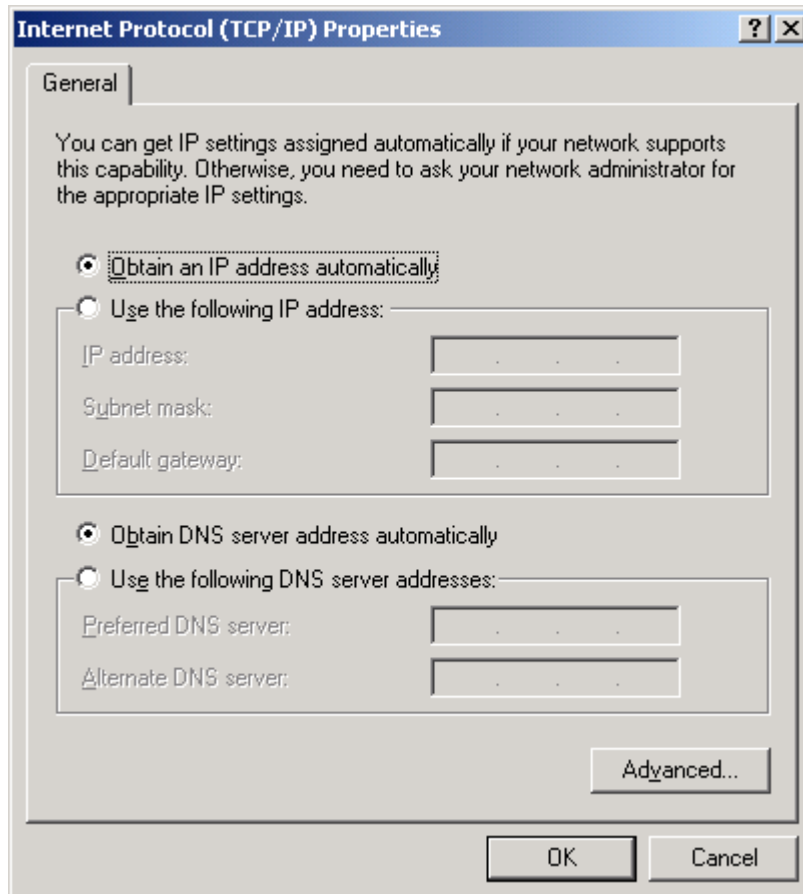 Internet Protocol (TCP/IP) Properties
General
You can get IP settings assigned automatically if your network supports
this capability. Otherwise, you need to ask your network administrator for
the appropriate IP settings.
Obtain an IP address automatically
Use the following IP address:
IP address:
Subnet mask:
Default gateway:
Obtain DNS server address automatically
Use the following DNS server addresses:
Preferred DNS server:
Alternate DNS server:
Advanced...
OK
Cancel